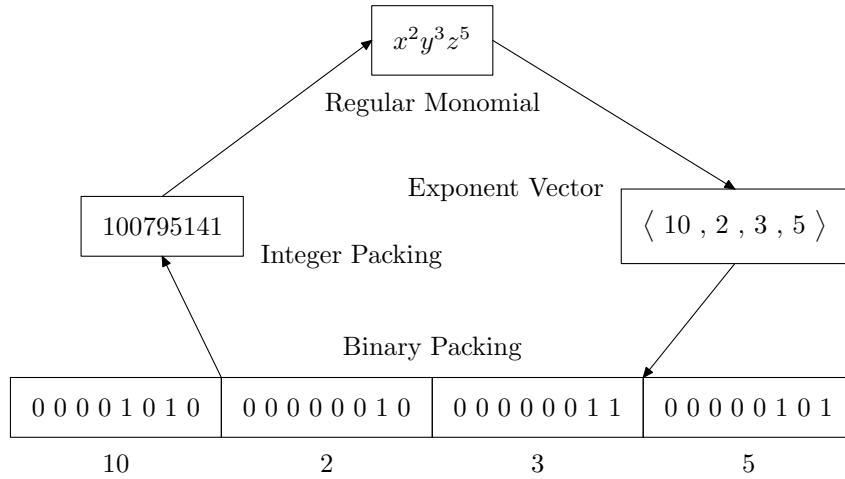 x²y³z⁵
Regular Monomial
Exponent Vector
100795141
⟨ 10 , 2 , 3 , 5 ⟩
Integer Packing
Binary Packing
0 0 0 0 1 0 1 0 0 0 0 0 0 0 1 0 0 0 0 0 0 0 1 1 0 0 0 0 0 1 0 1
10 2 3 5